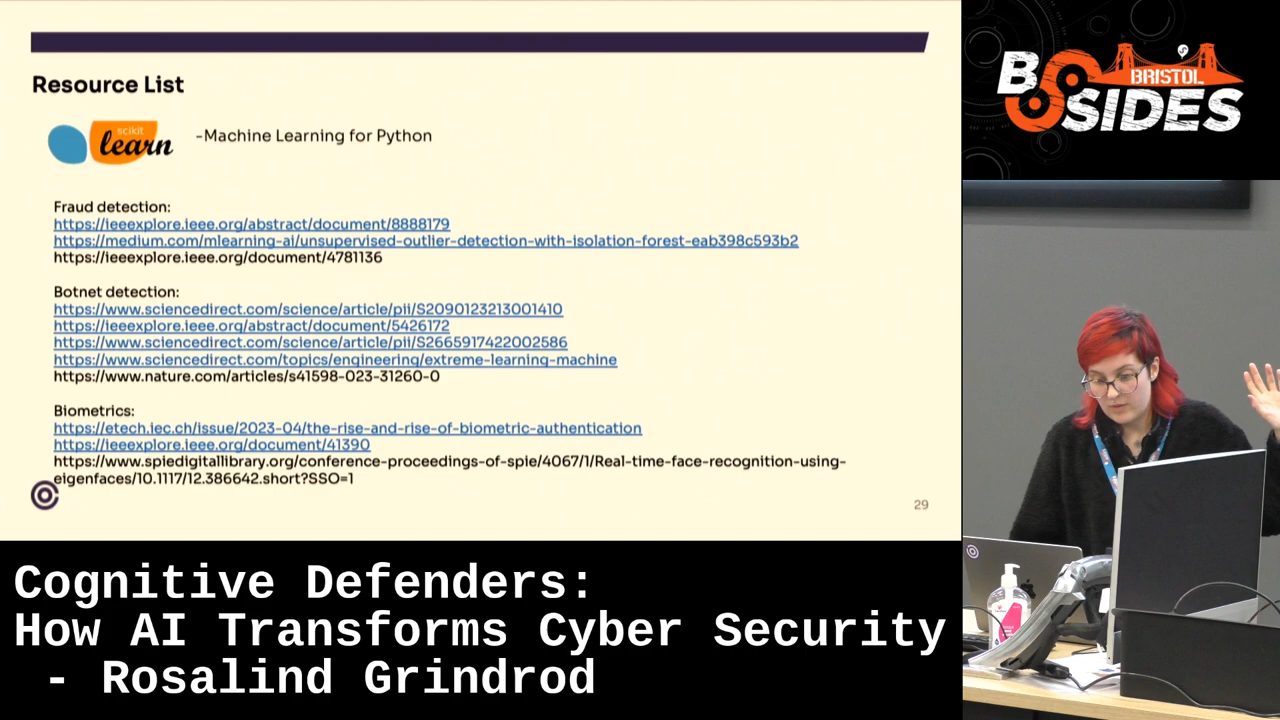 Resource List
scikit
learn
-Machine Learning for Python
Fraud detection:
https://ieeexplore.ieee.org/abstract/document/8888179
https://medium.com/mlearning-ai/unsupervised-outlier-detection-with-isolation-forest-eab398c593b2
https://ieeexplore.ieee.org/document/4781136
Botnet detection:
https://www.sciencedirect.com/science/article/pii/S2090123213001410
https://ieeexplore.ieee.org/abstract/document/5426172
https://www.sciencedirect.com/science/article/pii/S2665917422002586
https://www.sciencedirect.com/topics/engineering/extreme-learning-machine
https://www.nature.com/articles/s41598-023-31260-0
Biometrics:
https://etech.iec.ch/issue/2023-04/the-rise-and-rise-of-biometric-authentication
https://ieeexplore.ieee.org/document/41390
https://www.spiedigitallibrary.org/conference-proceedings-of-spie/4067/1/Real-time-face-recognition-using-
eigenfaces/10.1117/12.386642.short?SSO=1
29
BSIDES
BRISTOL
Cognitive Defenders:
How AI Transforms Cyber Security
- Rosalind Grindrod